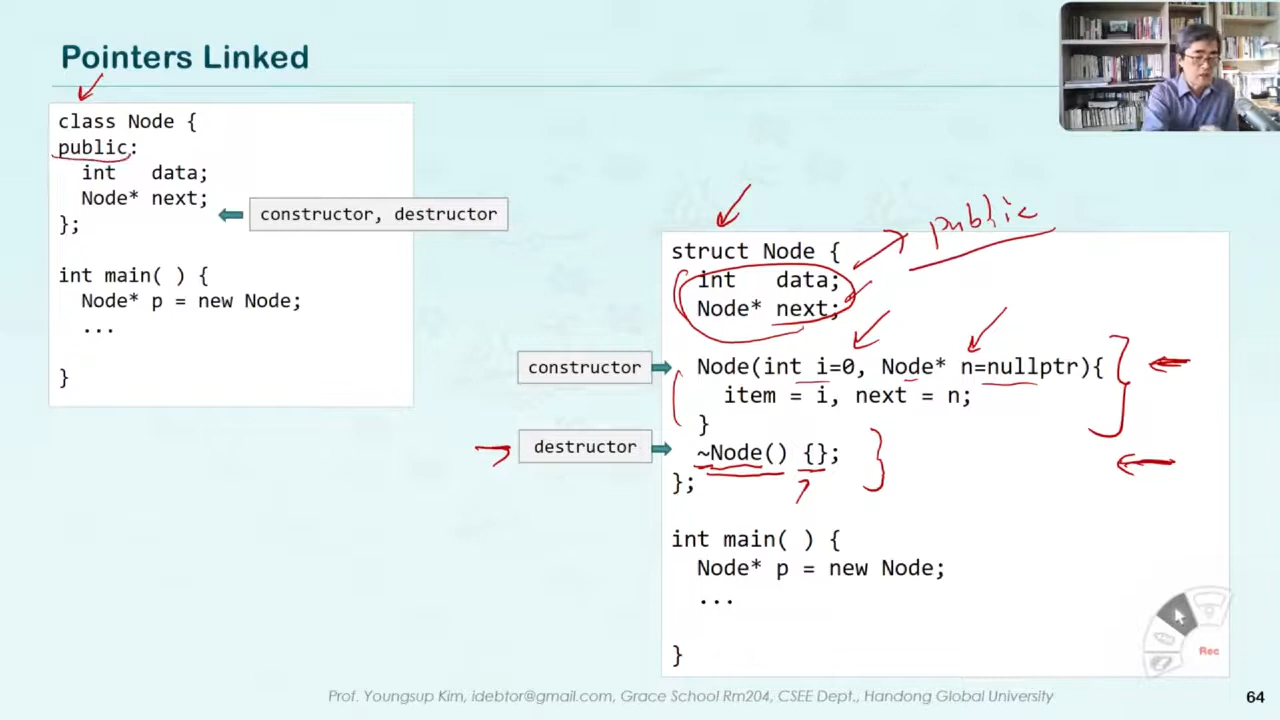 Pointers Linked
class Node {
public:
int data;
Node* next;
};
constructor, destructor
int main( ) {
Node* p = new Node;
...
}
public
struct Node {
int data;
Node* next;
constructor
Node(int i=0, Node* n=nullptr){
item = i, next = n;
}
destructor
~Node() {};
};
int main( ) {
Node* p = new Node;
...
}
Rec
Prof. Youngsup Kim, idebtor@gmail.com, Grace School Rm204, CSEE Dept., Handong Global University
64